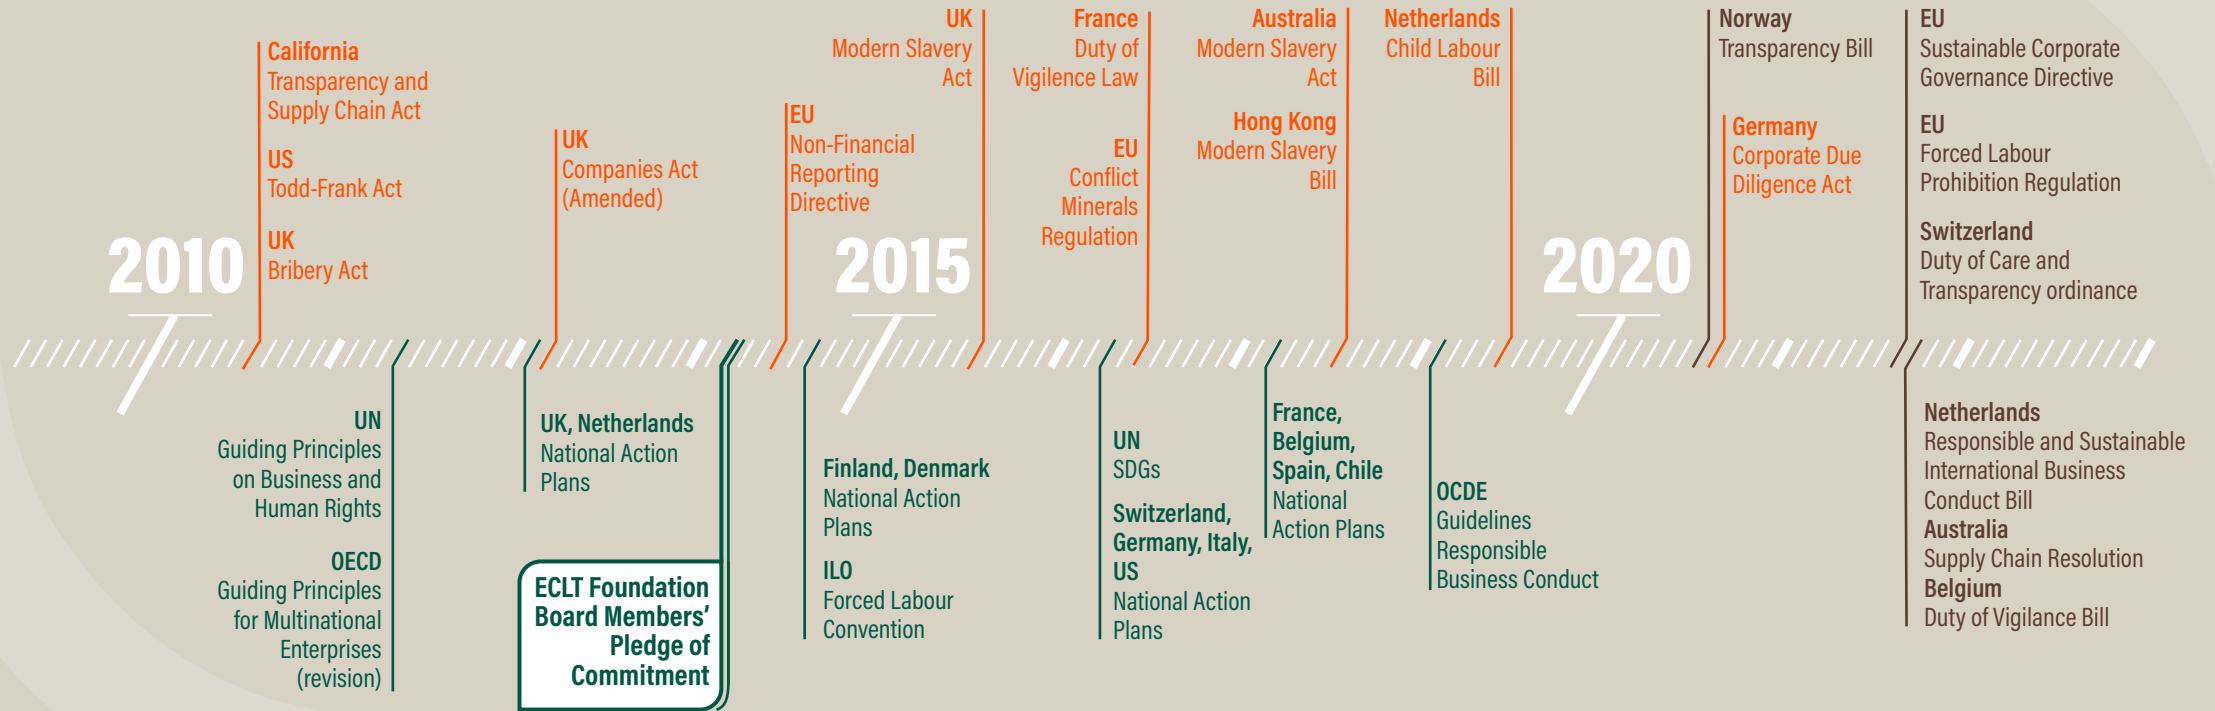 California
Transparency and
Supply Chain Act
US
Todd-Frank Act
UK
Bribery Act
2010
UK
Companies Act
(Amended)
EU
Non-Financial
Reporting
Directive
UK
Modern Slavery
Act
2015
France
Duty of
Vigilence Law
EU
Conflict
Minerals
Regulation
Australia
Modern Slavery
Act
Hong Kong
Modern Slavery
Bill
Netherlands
Child Labour
Bill
2020
Norway
Transparency Bill
Germany
Corporate Due
Diligence Act
EU
Sustainable Corporate
Governance Directive
EU
Forced Labour
Prohibition Regulation
Switzerland
Duty of Care and
Transparency ordinance
UN
Guiding Principles
on Business and
Human Rights
OECD
Guiding Principles
for Multinational
Enterprises
(revision)
UK, Netherlands
National Action
Plans
ECLT Foundation
Board Members’
Pledge of
Commitment
Finland, Denmark
National Action
Plans
ILO
Forced Labour
Convention
UN
SDGs
Switzerland,
Germany, Italy,
US
National Action
Plans
France,
Belgium,
Spain, Chile
National
Action Plans
OCDE
Guidelines
Responsible
Business Conduct
Netherlands
Responsible and Sustainable
International Business
Conduct Bill
Australia
Supply Chain Resolution
Belgium
Duty of Vigilance Bill